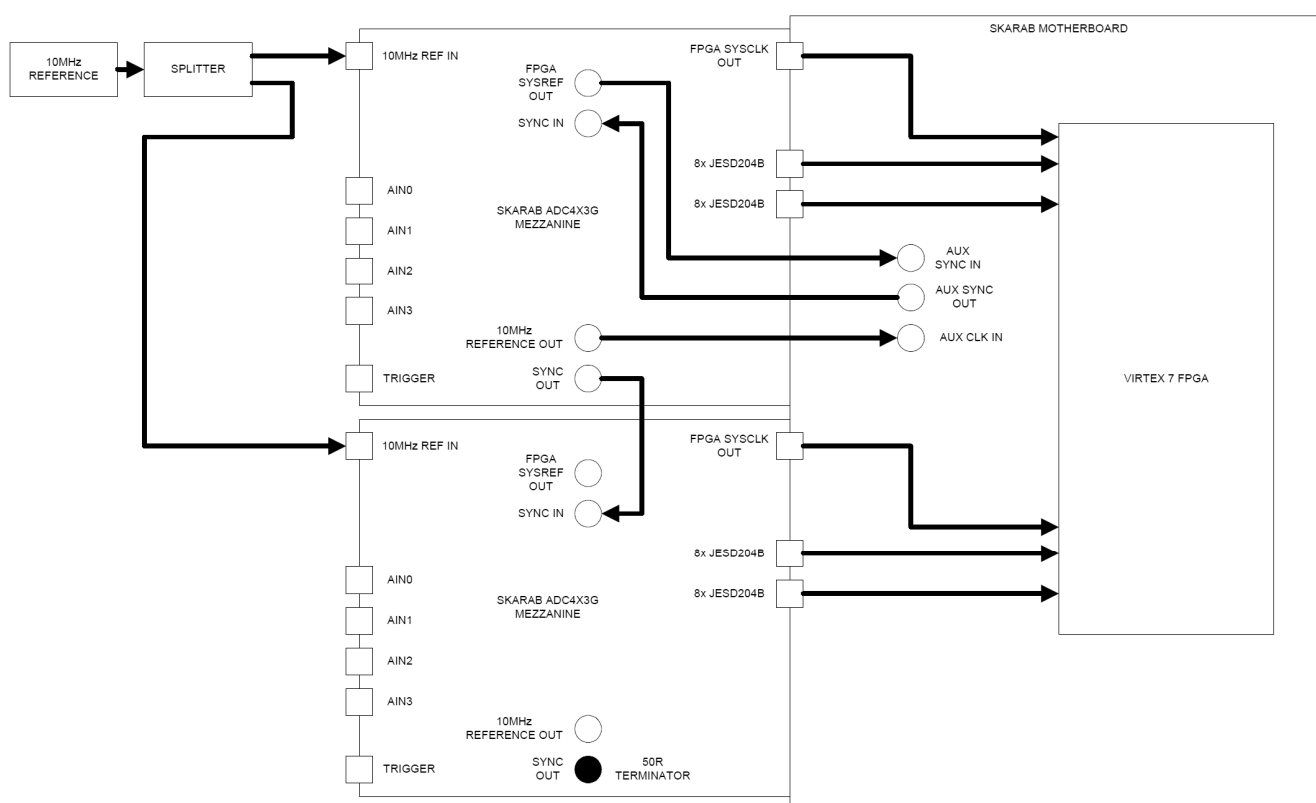 SKARAB MOTHERBOARD
10MHz
REFERENCE
SPLITTER
10MHz REF IN
FPGA
SYSREF
OUT
SYNC IN
FPGA SYSCLK
OUT
8x JESD204B
8x JESD204B
AIN0
AIN1
AIN2
AIN3
SKARAB ADC4X3G
MEZZANINE
AUX
SYNC IN
AUX SYNC
OUT
AUX CLK IN
10MHz
REFERENCE OUT
SYNC
OUT
TRIGGER
VIRTEX 7 FPGA
10MHz REF IN
FPGA
SYSREF
OUT
SYNC IN
FPGA SYSCLK
OUT
8x JESD204B
8x JESD204B
AIN0
AIN1
AIN2
AIN3
SKARAB ADC4X3G
MEZZANINE
10MHz
REFERENCE OUT
TRIGGER
SYNC
OUT
50R
TERMINATOR